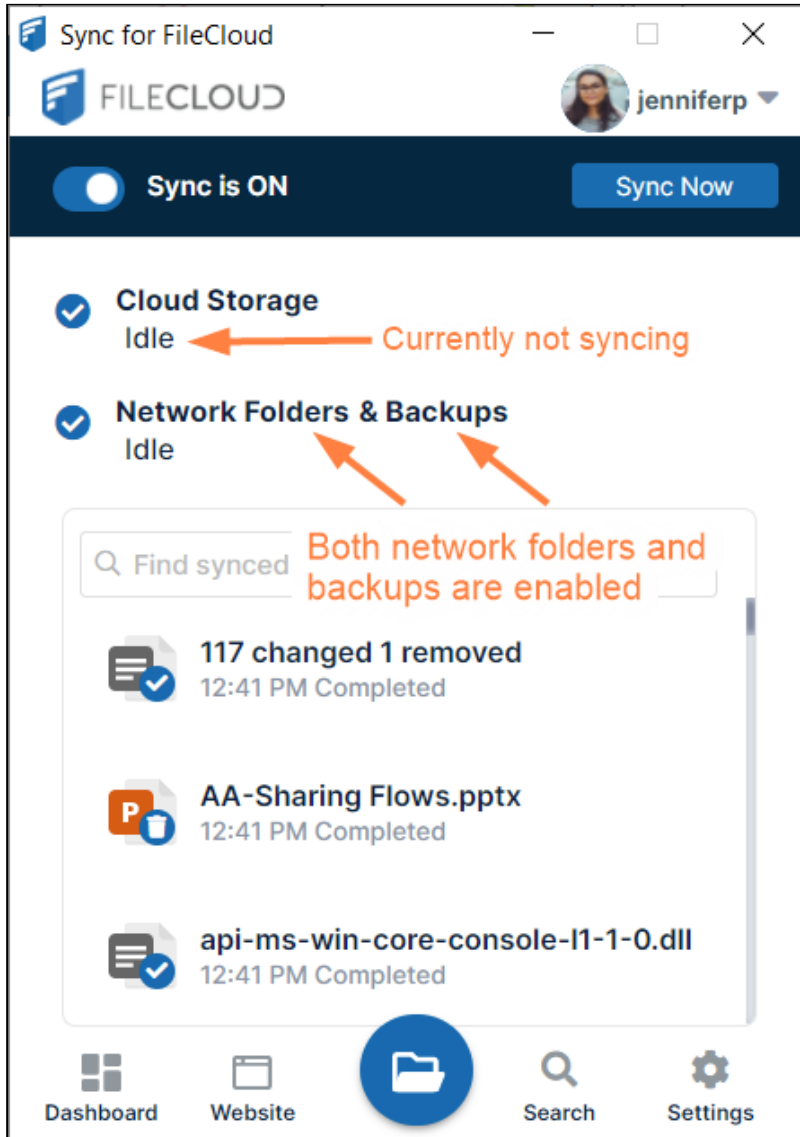 Sync for FileCloud
FILECLOUD
jenniferp
Sync is ON
Sync Now
Cloud Storage
Idle
Currently not syncing
Network Folders & Backups
Idle
Find synced
Both network folders and
backups are enabled
117 changed 1 removed
12:41 PM Completed
P
AA-Sharing Flows.pptx
12:41 PM Completed
api-ms-win-core-console-l1-1-0.dll
12:41 PM Completed
Dashboard
Website
Search
Settings